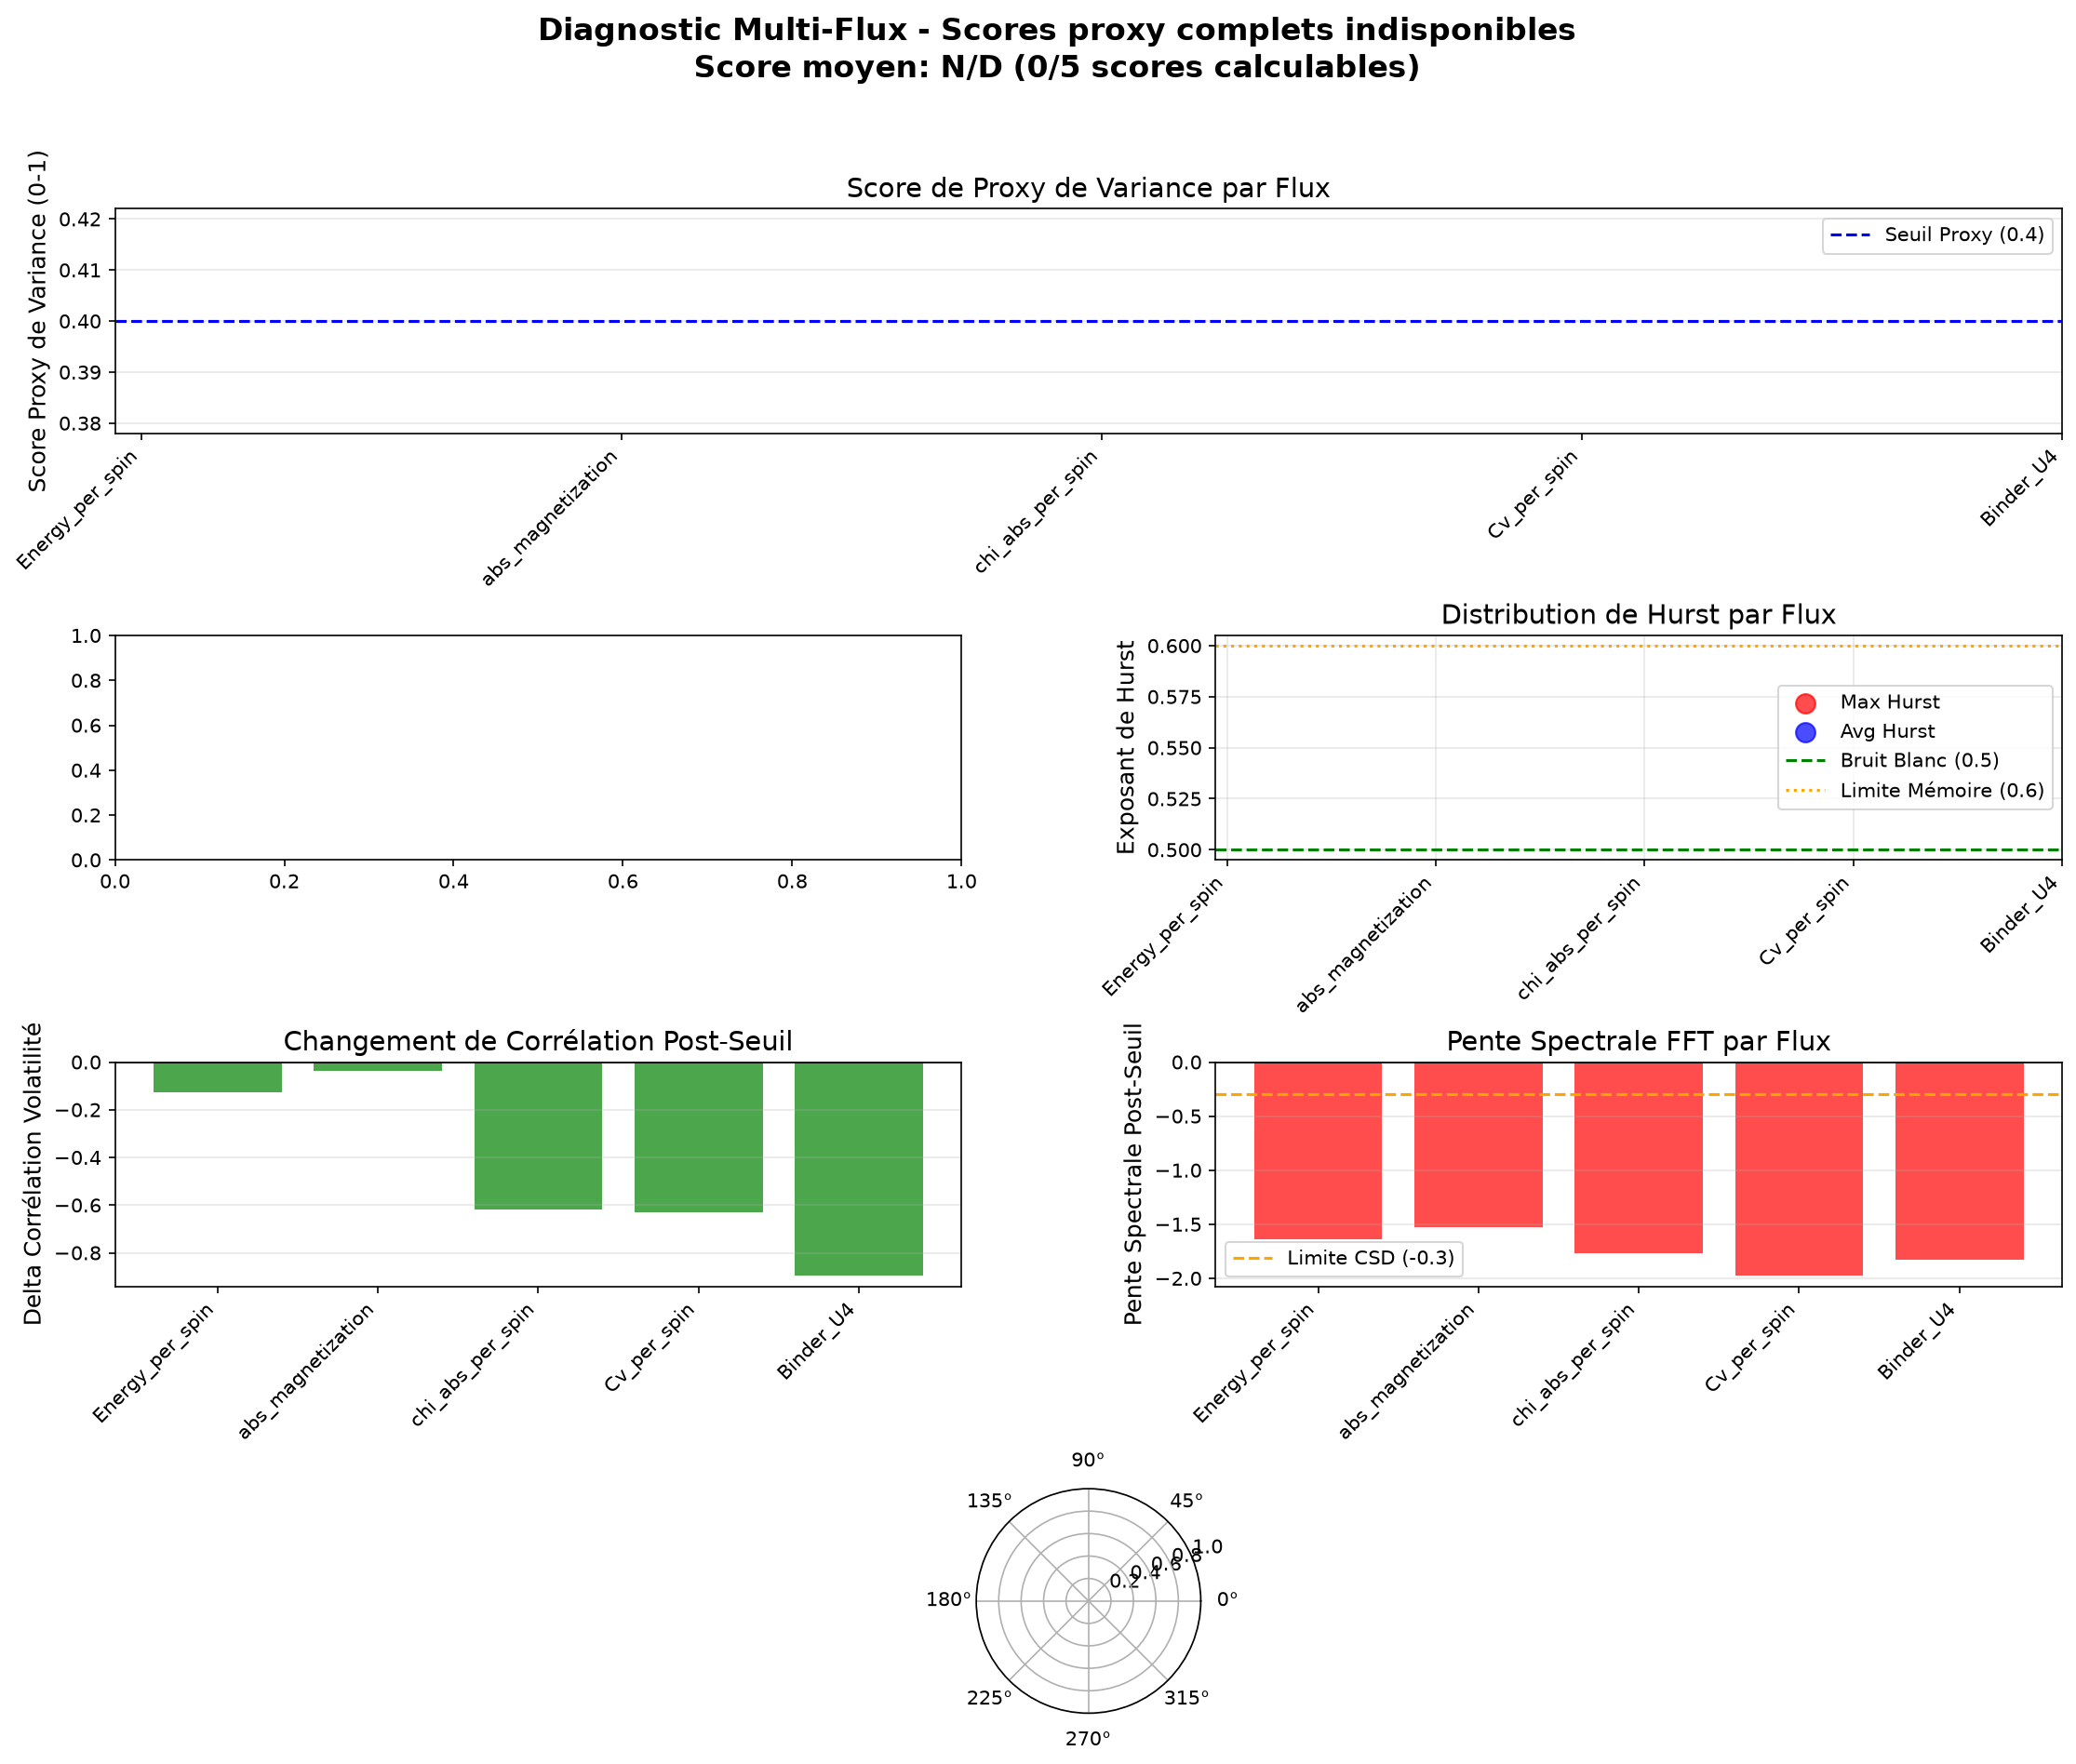 Diagnostic Multi-Flux - Scores proxy complets indisponibles
Score moyen: N/D (0/5 scores calculables)
Score de Proxy de Variance par Flux
Score Proxy de Variance (0-1)
0.42
0.41
0.40
0.39
0.38
Seuil Proxy (0.4)
Energy_per_spin
abs_magnetization
chi_abs_per_spin
Cv_per_spin
Binder_U4
1.0
0.8
0.6
0.4
0.2
0.0
0.0
0.2
0.4
0.6
0.8
1.0
Distribution de Hurst par Flux
Exposant de Hurst
0.600
0.575
0.550
0.525
0.500
Max Hurst
Avg Hurst
Bruit Blanc (0.5)
Limite Mémoire (0.6)
Energy_per_spin
abs_magnetization
chi_abs_per_spin
Cv_per_spin
Binder_U4
Changement de Corrélation Post-Seuil
Delta Corrélation Volatilité
0.0
−0.2
−0.4
−0.6
−0.8
Energy_per_spin
abs_magnetization
chi_abs_per_spin
Cv_per_spin
Binder_U4
Pente Spectrale FFT par Flux
Pente Spectrale Post-Seuil
0.0
−0.5
−1.0
−1.5
−2.0
Limite CSD (-0.3)
Energy_per_spin
abs_magnetization
chi_abs_per_spin
Cv_per_spin
Binder_U4
90°
135°
45°
1.0
0.8
0.6
0.4
0.2
180°
0°
225°
315°
270°